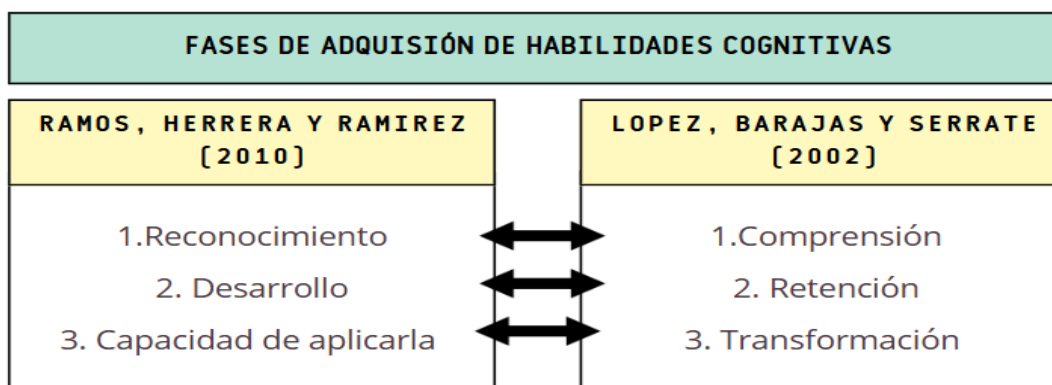 FASES DE ADQUISIÓN DE HABILIDADES COGNITIVAS
RAMOS, HERRERA Y RAMIREZ
(2010)
1.Reconocimiento
2. Desarrollo
3. Capacidad de aplicarla
LOPEZ, BARAJAS Y SERRATE
(2002)
1.Comprensión
2. Retención
3. Transformación